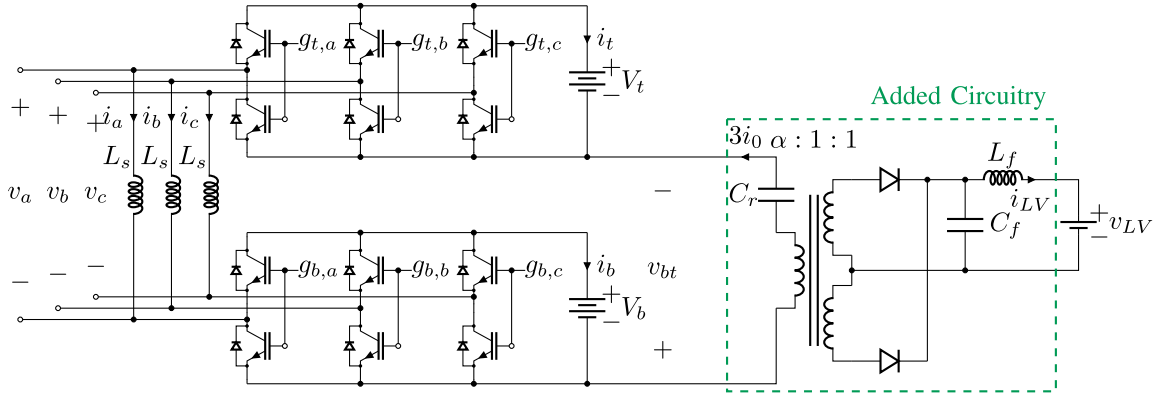 g_{t,a} g_{t,b} g_{t,c} i_t
+ V_t −
+ + +
i_a i_b i_c
L_s L_s L_s
v_a v_b v_c
− − −
g_{b,a} g_{b,b} g_{b,c} i_b
+ V_b −
− v_{bt} +
Added Circuitry
3i_0 α : 1 : 1
C_r
L_f
i_{LV}
C_f
+ v_{LV} −